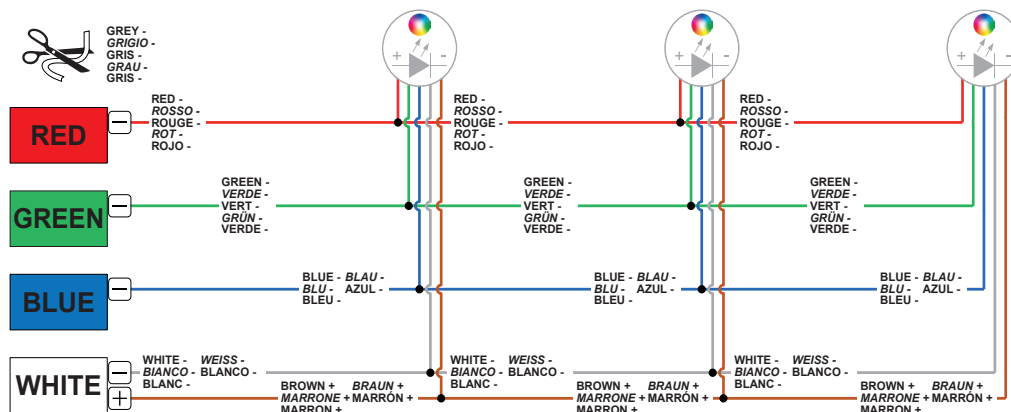 GREY -
GRIGIO -
GRIS -
GRAU -
GRIS -
+ -
+ -
+ -
RED
−
RED -
ROSSO -
ROUGE -
ROT -
ROJO -
RED -
ROSSO -
ROUGE -
ROT -
ROJO -
RED -
ROSSO -
ROUGE -
ROT -
ROJO -
GREEN
−
GREEN -
VERDE -
VERT -
GRÜN -
VERDE -
GREEN -
VERDE -
VERT -
GRÜN -
VERDE -
GREEN -
VERDE -
VERT -
GRÜN -
VERDE -
BLUE
−
BLUE - BLAU -
BLU - AZUL -
BLEU -
BLUE - BLAU -
BLU - AZUL -
BLEU -
BLUE - BLAU -
BLU - AZUL -
BLEU -
WHITE
−
+
WHITE - WEISS -
BIANCO - BLANCO -
BLANC -
WHITE - WEISS -
BIANCO - BLANCO -
BLANC -
WHITE - WEISS -
BIANCO - BLANCO -
BLANC -
BROWN + BRAUN +
MARRONE + MARRÓN +
MARRON +
BROWN + BRAUN +
MARRONE + MARRÓN +
MARRON +
BROWN + BRAUN +
MARRONE + MARRÓN +
MARRON +